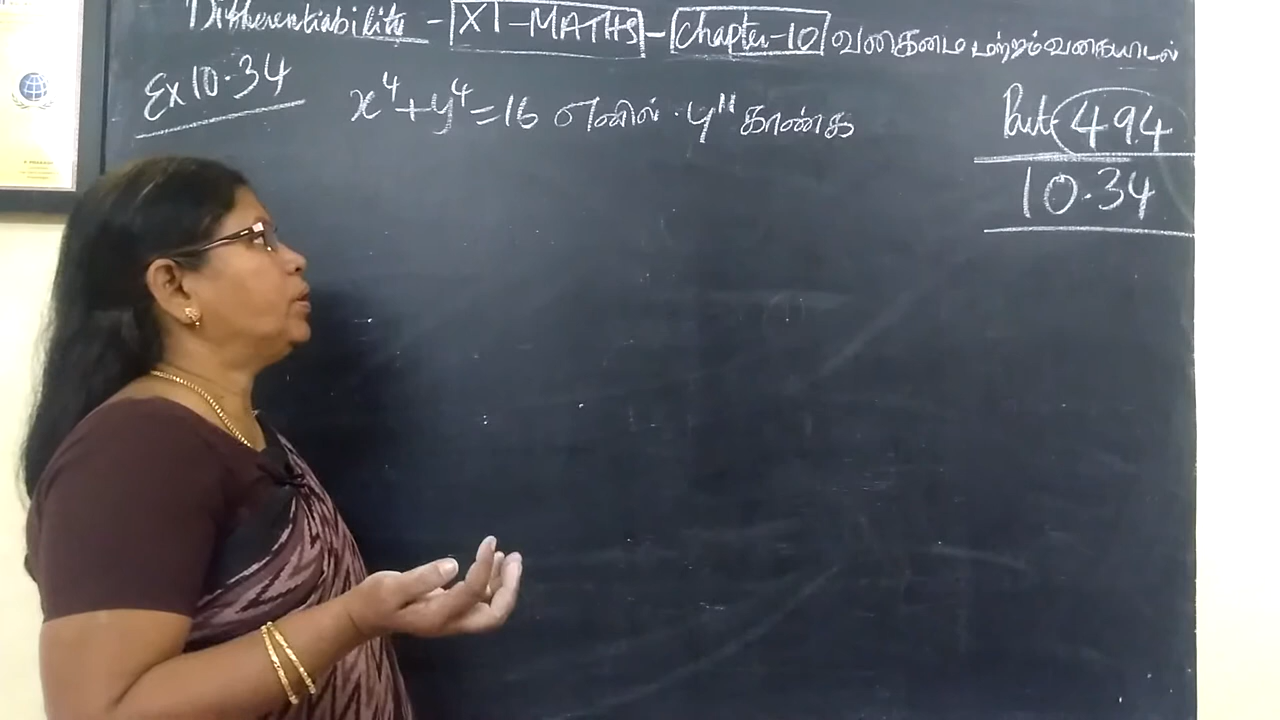 Differentiability - XI-MATHS - Chapter-10 வகைமை மற்றும் வகையிடல்
Ex 10.34
x⁴+y⁴=16 எனில் y'' காண்க
Part 494
10.34